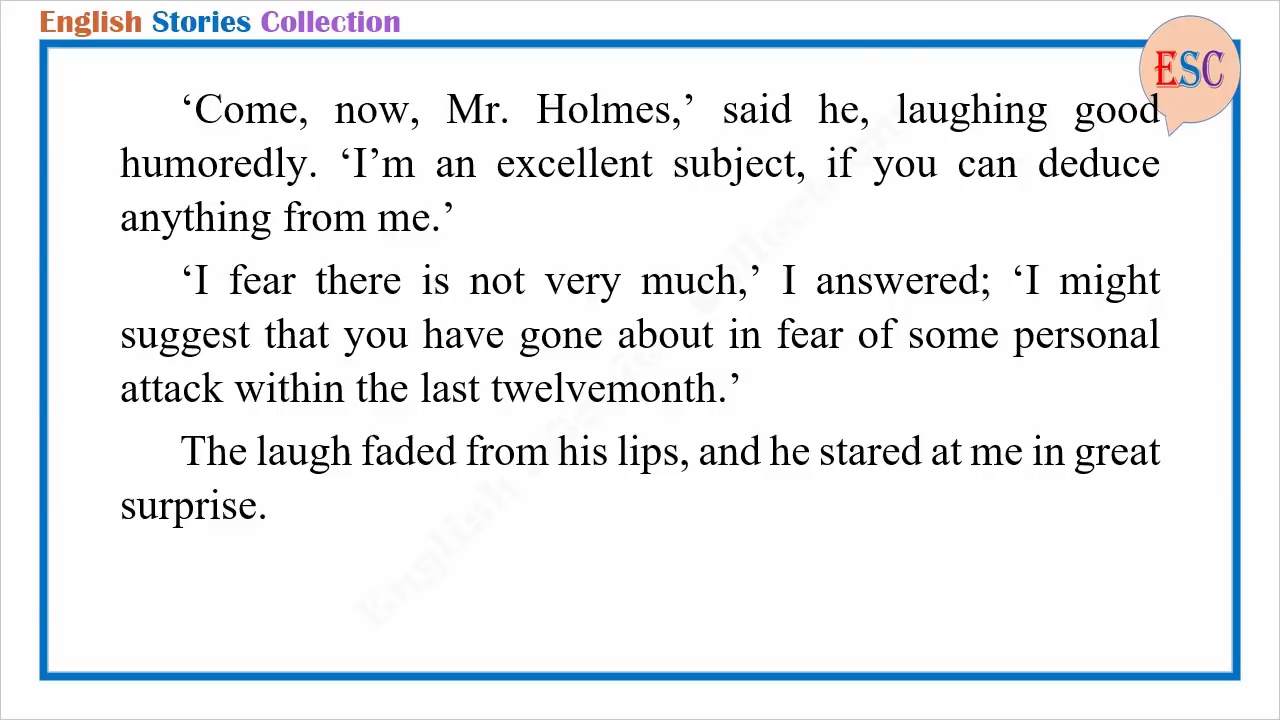 English Stories Collection
ESC
‘Come, now, Mr. Holmes,’ said he, laughing good
humoredly. ‘I’m an excellent subject, if you can deduce
anything from me.’
‘I fear there is not very much,’ I answered; ‘I might
suggest that you have gone about in fear of some personal
attack within the last twelvemonth.’
The laugh faded from his lips, and he stared at me in great
surprise.
English Stories Collection